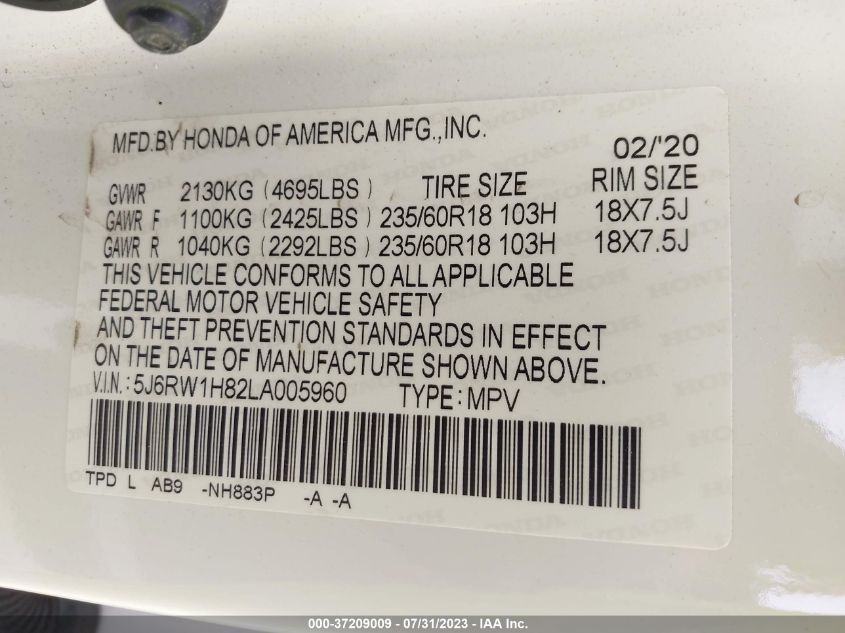 MFD.BY HONDA OF AMERICA MFG.,INC.
02/'20
GVWR 2130KG (4695LBS) TIRE SIZE RIM SIZE
GAWR F 1100KG (2425LBS) 235/60R18 103H 18X7.5J
GAWR R 1040KG (2292LBS) 235/60R18 103H 18X7.5J
THIS VEHICLE CONFORMS TO ALL APPLICABLE
FEDERAL MOTOR VEHICLE SAFETY
AND THEFT PREVENTION STANDARDS IN EFFECT
ON THE DATE OF MANUFACTURE SHOWN ABOVE.
V.I.N.: 5J6RW1H82LA005960 TYPE: MPV
TPD L AB9 -NH883P -A -A
000-37209009 / 07/31/2023 - IAA Inc.